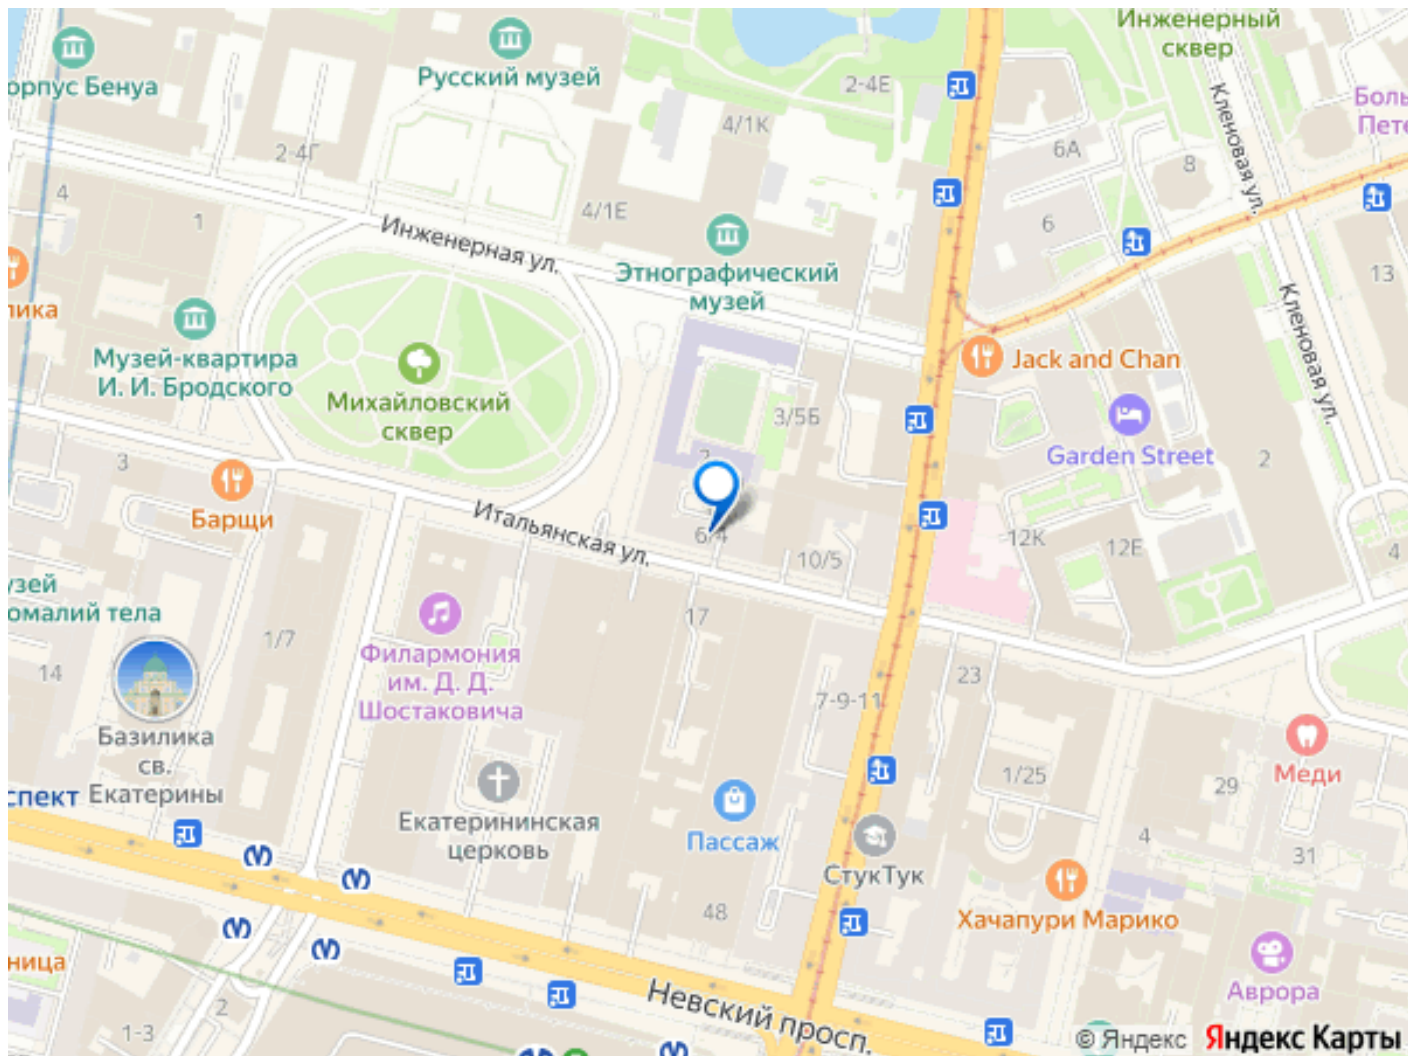 Инженерный
сквер
орпус Бенуа
Русский музей
2-4Е
Боль
Пете
Кленовая ул.
4/1К
2-4Г
6А
8
4
1
4/1Е
6
Инженерная ул.
Этнографический
музей
13
лика
Музей-квартира
И. И. Бродского
Кленовая ул.
Jack and Chan
Михайловский
сквер
3/5Б
Garden Street
2
2
3
Барщи
Итальянская ул.
6/4
10/5
12К
12Е
4
узей
омалий тела
17
1/7
Филармония
им. Д. Д.
Шостаковича
14
23
7-9-11
Базилика
св.
Екатерины
спект
Меди
1/25
29
Екатерининская
церковь
Пассаж
4
31
СтукТук
48
Хачапури Марико
ница
Аврора
Невский просп.
2
1-3
© Яндекс Яндекс Карты